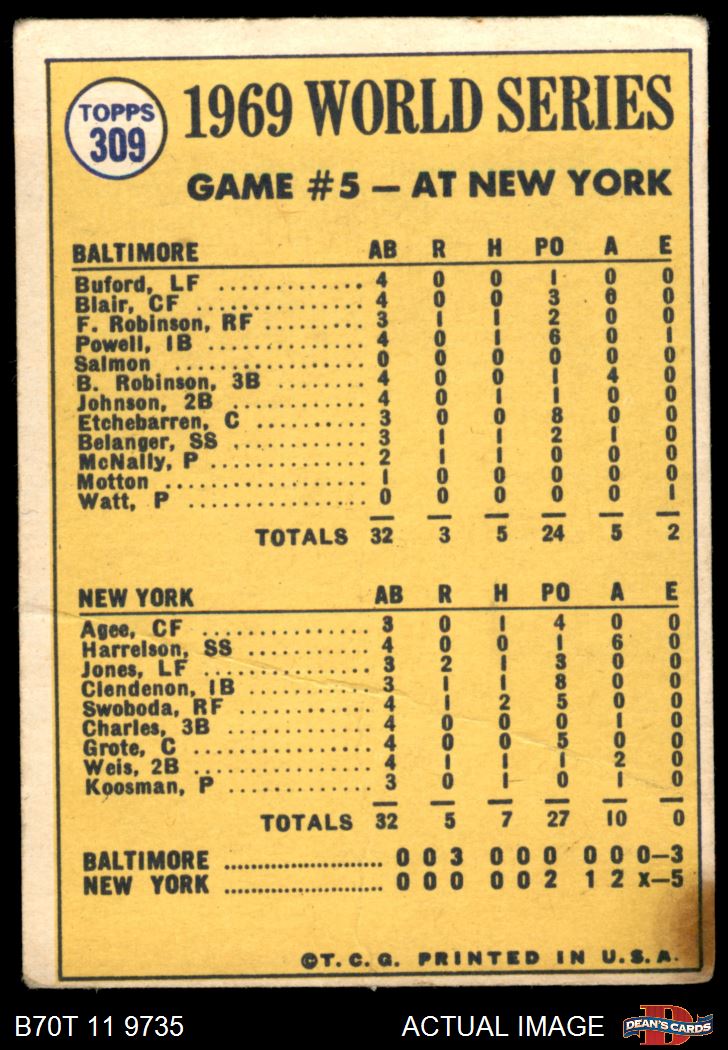 TOPPS
309
1969 WORLD SERIES
GAME #5 — AT NEW YORK
BALTIMORE AB R H PO A E
Buford, LF .............. 4 0 0 1 0 0
Blair, CF ................ 4 0 0 3 0 0
F. Robinson, RF .......... 3 1 1 2 0 0
Powell, 1B ............... 4 0 1 6 0 1
Salmon .................. 0 0 0 0 0 0
B. Robinson, 3B ........ 4 0 0 1 4 0
Johnson, 2B ............. 4 0 1 1 0 0
Etchebarren, C .......... 3 0 0 8 0 0
Belanger, SS ............ 3 1 1 2 1 0
McNally, P .............. 2 1 1 0 0 0
Motton .................. 1 0 0 0 0 0
Watt, P ................. 0 0 0 0 0 1
TOTALS 32 3 5 24 5 2
NEW YORK AB R H PO A E
Agee, CF ................ 3 0 1 4 0 0
Harrelson, SS ........... 4 0 0 1 6 0
Jones, LF ............... 3 2 1 3 0 0
Clendenon, 1B ........... 3 1 1 8 0 0
Swoboda, RF ............. 4 1 2 5 0 0
Charles, 3B ............. 4 0 0 0 1 0
Grote, C ................ 4 0 0 5 0 0
Weis, 2B ................ 4 1 1 1 2 0
Koosman, P .............. 3 0 1 0 1 0
TOTALS 32 5 7 27 10 0
BALTIMORE ...................... 0 0 3 0 0 0 0 0 0—3
NEW YORK ...................... 0 0 0 0 0 2 1 2 X—5
©T. C. G. PRINTED IN U. S. A.
B70T 11 9735 ACTUAL IMAGE DEAN'S CARDS